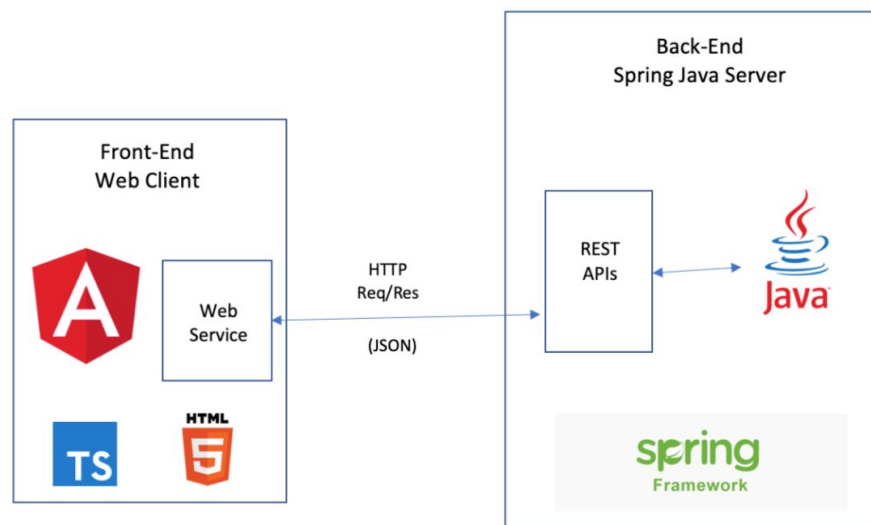 Front-End
Web Client
A
Web
Service
TS
HTML
5
HTTP
Req/Res
(JSON)
Back-End
Spring Java Server
REST
APIs
Java
spring
Framework